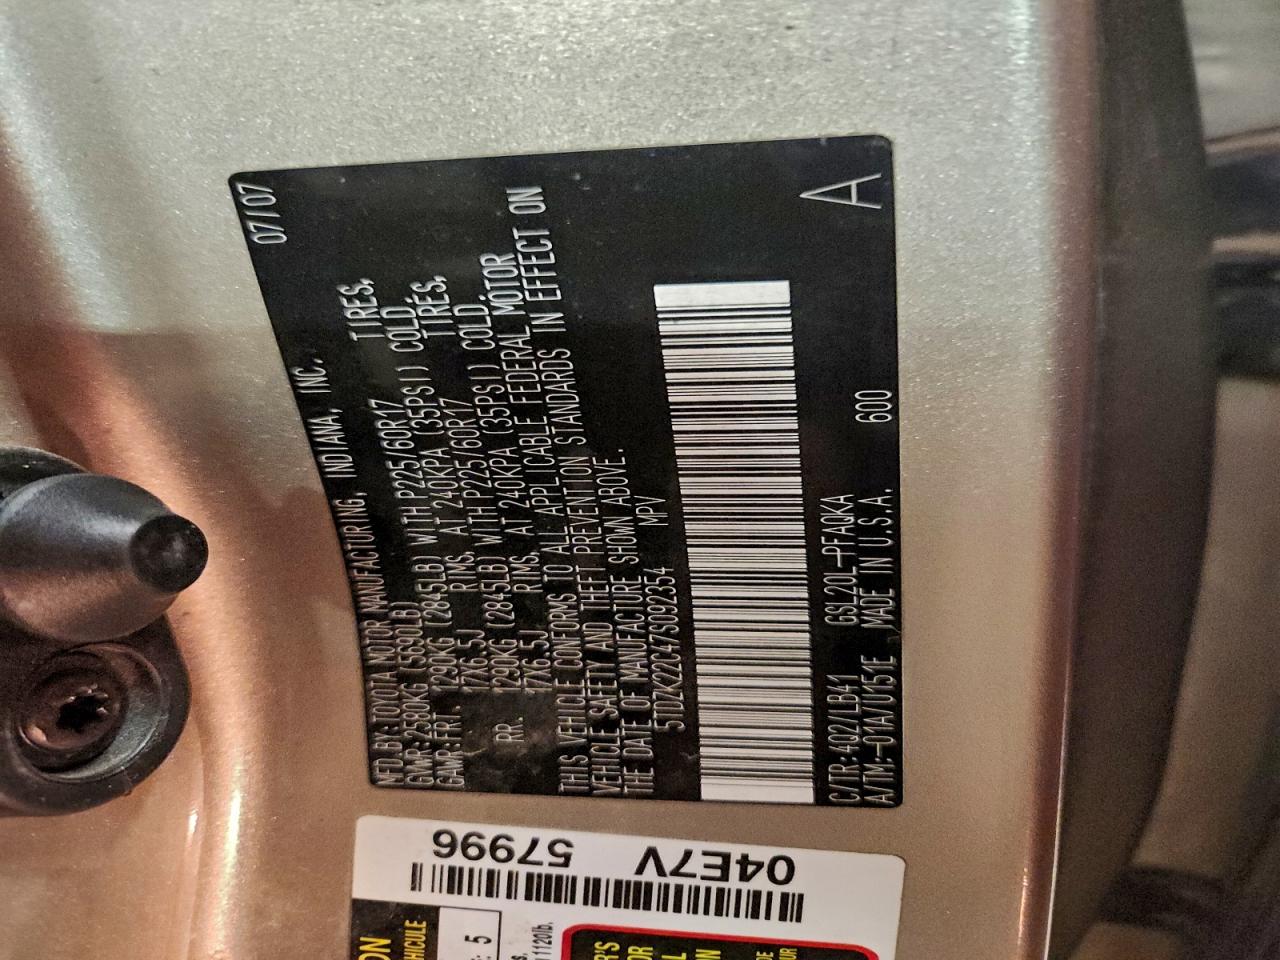 07/07
MFD.BY:TOYOTA MOTOR MANUFACTURING, INDIANA, INC.
GVWR:2580KG (5690LB)
GAWR:FRT. 1290KG (2845LB) WITH P225/60R17 TIRES,
17X6.5J RIMS, AT 240KPA (35PSI) COLD.
RR. 1290KG (2845LB) WITH P225/60R17 TIRES,
17X6.5J RIMS, AT 240KPA (35PSI) COLD.
THIS VEHICLE CONFORMS TO ALL APPLICABLE FEDERAL MOTOR
VEHICLE SAFETY AND THEFT PREVENTION STANDARDS IN EFFECT ON
THE DATE OF MANUFACTURE SHOWN ABOVE.
5TDZK22C47S092354 MPV
C/TR:4Q2/LB41 GSL20L-PFAQKA 600
A/TM:-01A/U151E MADE IN U.S.A.
A
04E7V
57996
ON
VEHICULE
: 5
s.
1120lb.